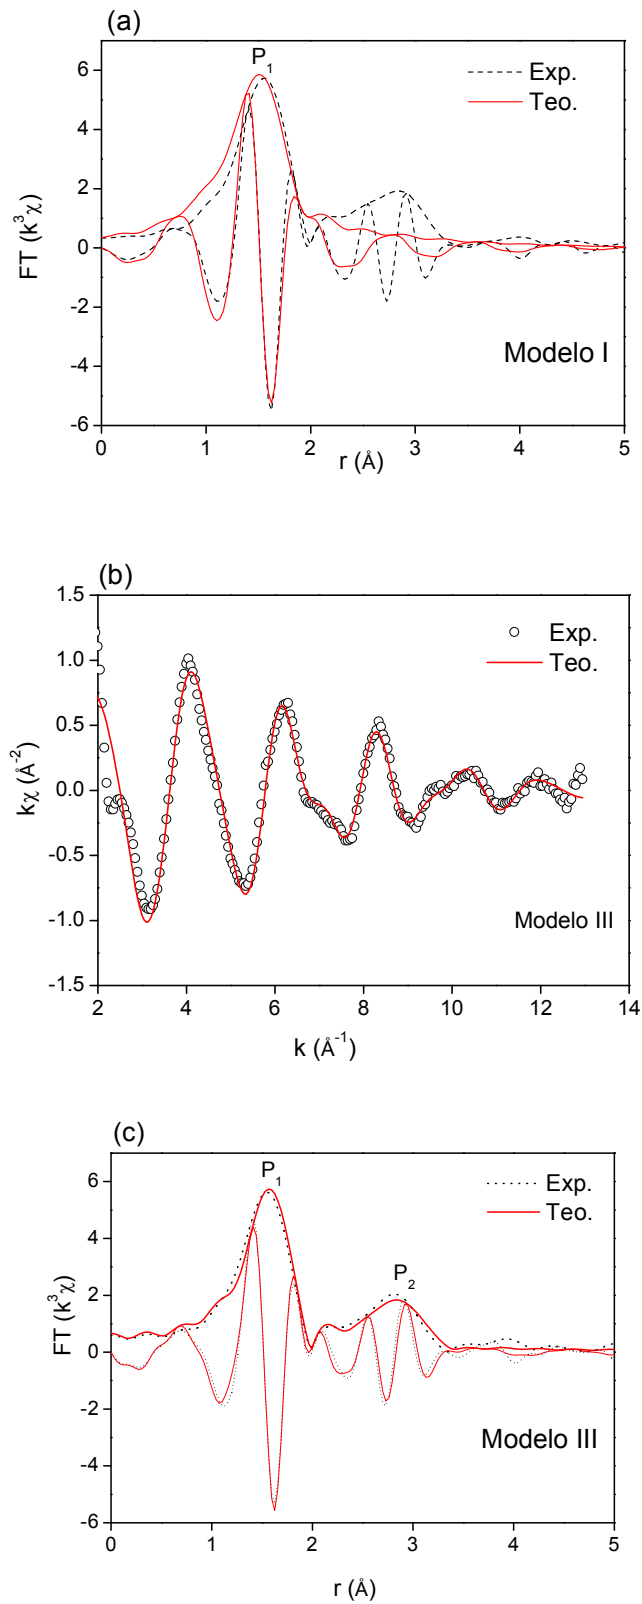 (a)
P1
Exp.
Teo.
6
4
2
0
-2
-4
-6
FT (k³χ)
Modelo I
0 1 2 3 4 5
r (Å)
(b)
1.5
1.0
0.5
0.0
-0.5
-1.0
-1.5
kχ (Å⁻²)
Exp.
Teo.
Modelo III
2 4 6 8 10 12 14
k (Å⁻¹)
(c)
P1
Exp.
Teo.
P2
6
4
2
0
-2
-4
-6
FT (k³χ)
Modelo III
0 1 2 3 4 5
r (Å)